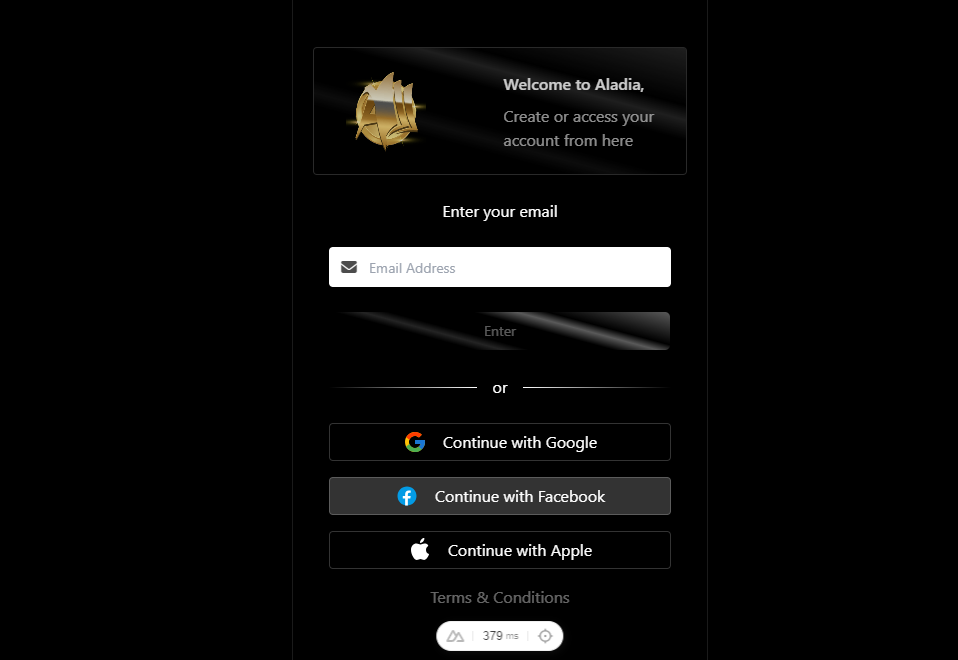 Welcome to Aladia,
Create or access your
account from here
Enter your email
Email Address
Enter
or
Continue with Google
Continue with Facebook
Continue with Apple
Terms & Conditions
379 ms